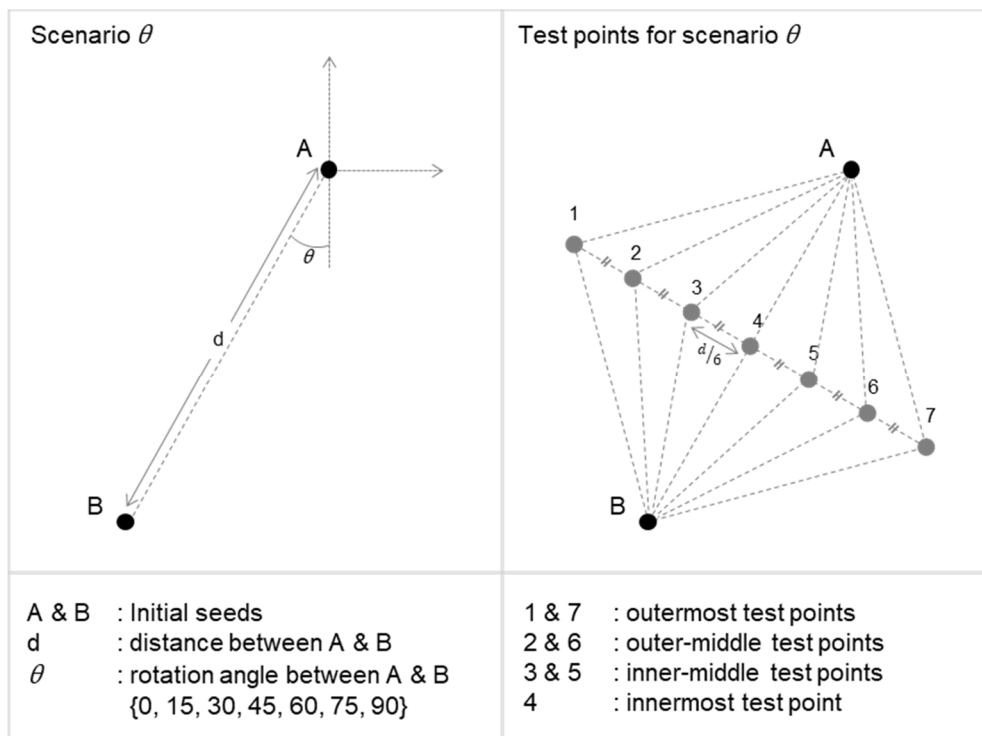 Scenario θ
A
θ
d
B
Test points for scenario θ
A
1
2
3
4
d/6
5
6
7
B
A & B : Initial seeds
d : distance between A & B
θ : rotation angle between A & B
{0, 15, 30, 45, 60, 75, 90}
1 & 7 : outermost test points
2 & 6 : outer-middle test points
3 & 5 : inner-middle test points
4 : innermost test point